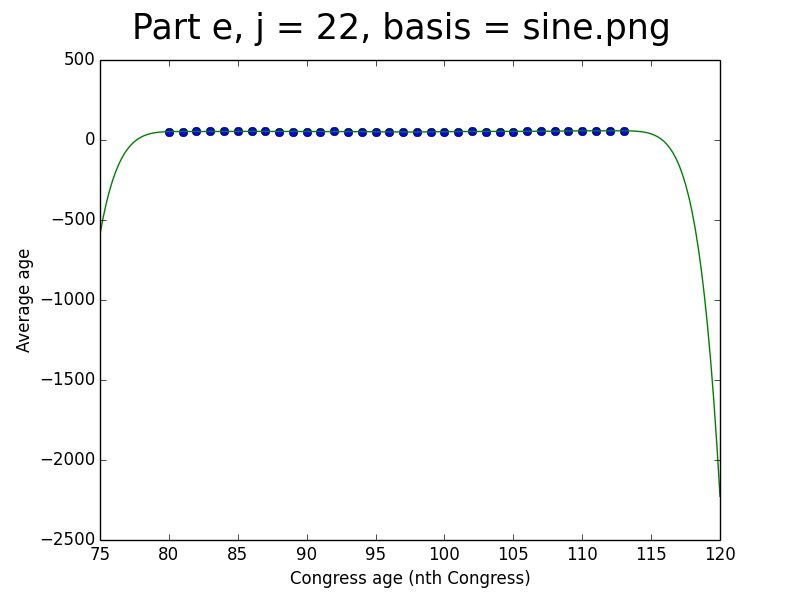 Part e, j = 22, basis = sine.png
500
0
−500
−1000
−1500
−2000
−2500
Average age
75 80 85 90 95 100 105 110 115 120
Congress age (nth Congress)